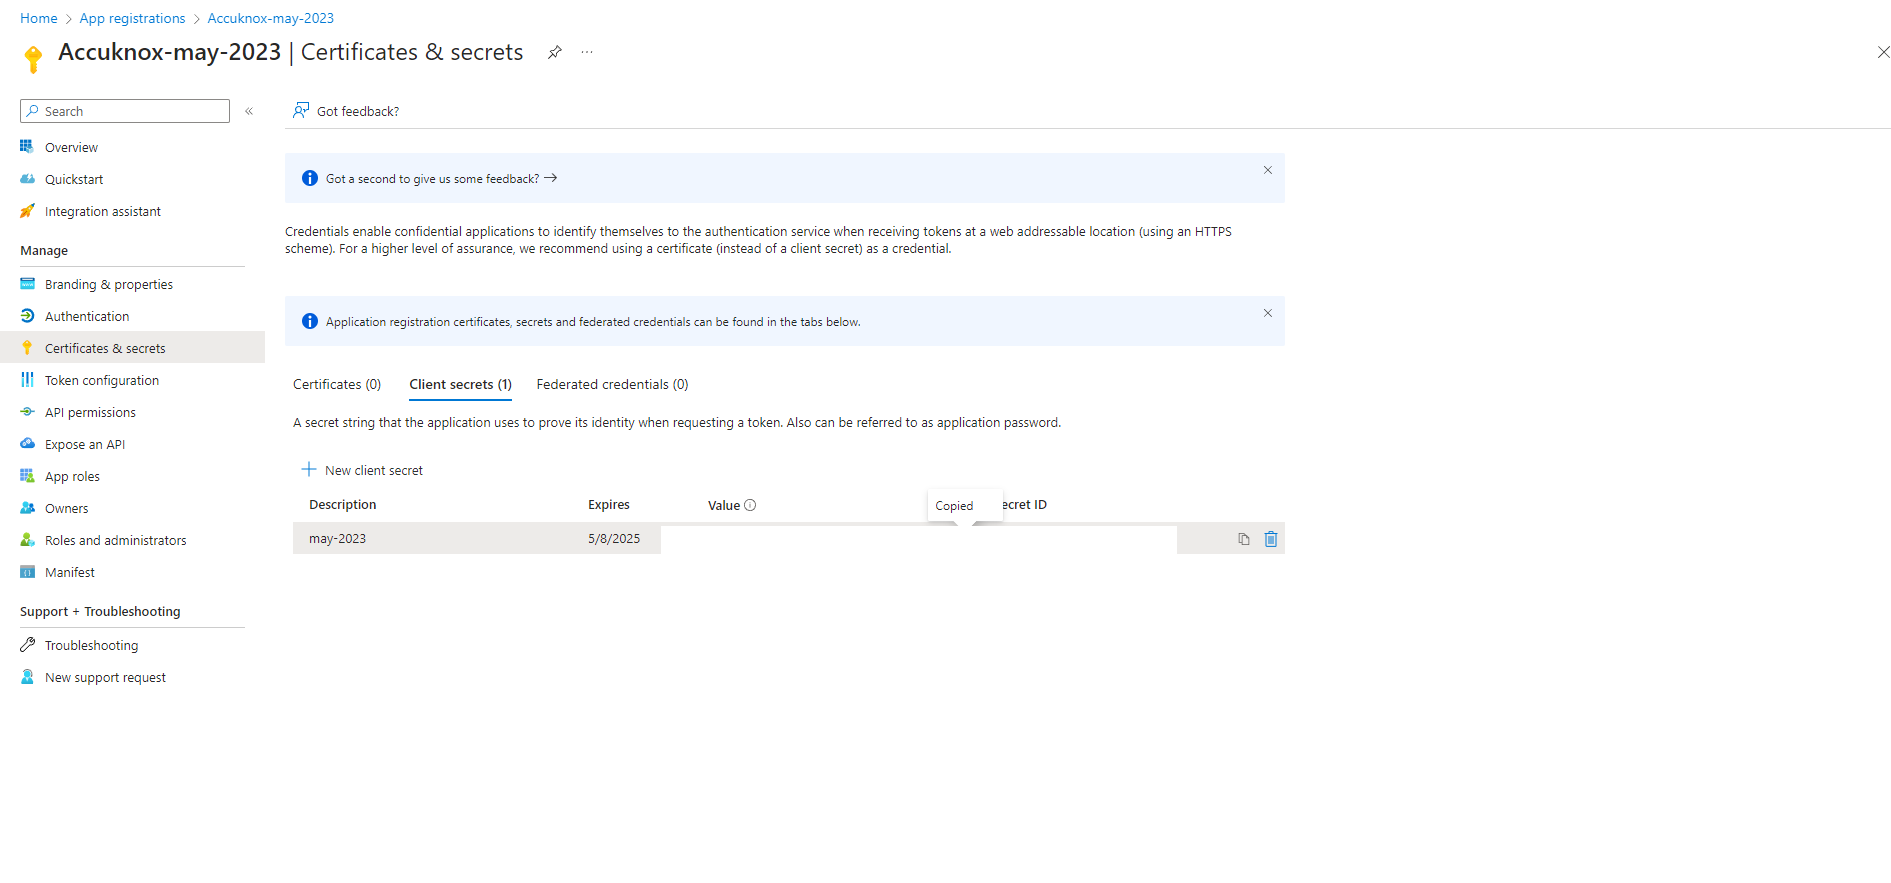 Home > App registrations > Accuknox-may-2023
Accuknox-may-2023 | Certificates & secrets
Search
Got feedback?
Overview
Quickstart
Integration assistant
Manage
Branding & properties
Authentication
Certificates & secrets
Token configuration
API permissions
Expose an API
App roles
Owners
Roles and administrators
Manifest
Support + Troubleshooting
Troubleshooting
New support request
Got a second to give us some feedback? →
Credentials enable confidential applications to identify themselves to the authentication service when receiving tokens at a web addressable location (using an HTTPS
scheme). For a higher level of assurance, we recommend using a certificate (instead of a client secret) as a credential.
Application registration certificates, secrets and federated credentials can be found in the tabs below.
Certificates (0) Client secrets (1) Federated credentials (0)
A secret string that the application uses to prove its identity when requesting a token. Also can be referred to as application password.
New client secret
Description Expires Value Copied ecret ID
may-2023 5/8/2025